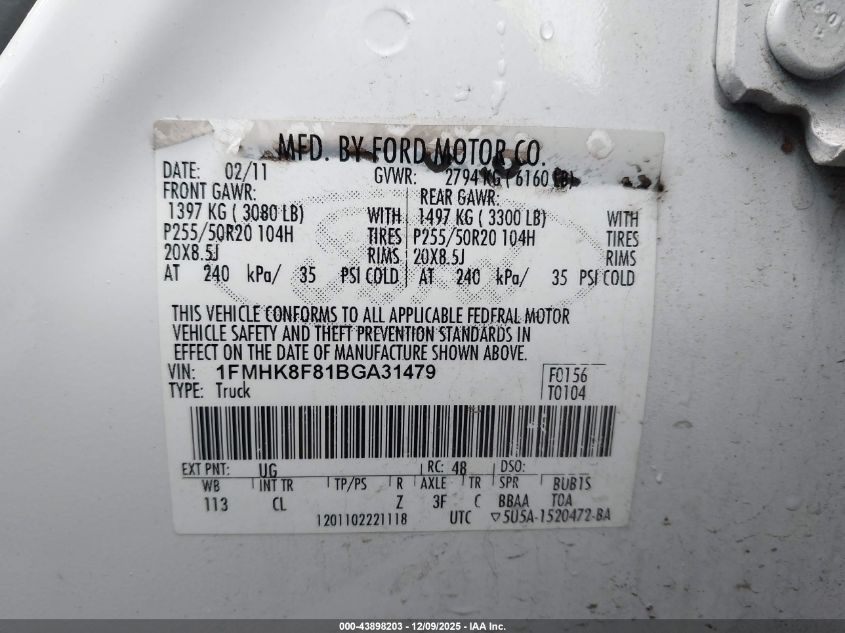 MFD. BY FORD MOTOR CO.
DATE: 02/11 GVWR: 2794 KG ( 6160 LB)
FRONT GAWR: REAR GAWR:
1397 KG ( 3080 LB) WITH 1497 KG ( 3300 LB) WITH
P255/50R20 104H TIRES P255/50R20 104H TIRES
20X8.5J RIMS 20X8.5J RIMS
AT 240 kPa/ 35 PSI COLD AT 240 kPa/ 35 PSI COLD
THIS VEHICLE CONFORMS TO ALL APPLICABLE FEDERAL MOTOR
VEHICLE SAFETY AND THEFT PREVENTION STANDARDS IN
EFFECT ON THE DATE OF MANUFACTURE SHOWN ABOVE.
VIN: 1FMHK8F81BGA31479 F0156
TYPE: Truck T0104
EXT PNT: UG RC: 48 DSO:
WB INT TR TP/PS R AXLE TR SPR BUB1S
113 CL Z 3F C BBAA TOA
1201102221118 UTC ▽5U5A-1520472-BA
000-43898203 - 12/09/2025 - IAA Inc.